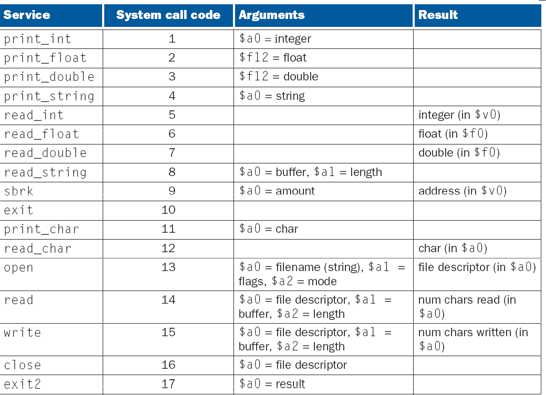 Service System call code Arguments Result
print_int 1 $a0 = integer
print_float 2 $f12 = float
print_double 3 $f12 = double
print_string 4 $a0 = string
read_int 5 integer (in $v0)
read_float 6 float (in $f0)
read_double 7 double (in $f0)
read_string 8 $a0 = buffer, $a1 = length
sbrk 9 $a0 = amount address (in $v0)
exit 10
print_char 11 $a0 = char
read_char 12 char (in $a0)
open 13 $a0 = filename (string), $a1 = file descriptor (in $a0)
flags, $a2 = mode
read 14 $a0 = file descriptor, $a1 = num chars read (in
buffer, $a2 = length $a0)
write 15 $a0 = file descriptor, $a1 = num chars written (in
buffer, $a2 = length $a0)
close 16 $a0 = file descriptor
exit2 17 $a0 = result